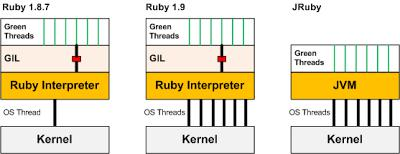 Ruby 1.8.7
Green
Threads
GIL
Ruby Interpreter
OS Thread
Kernel
Ruby 1.9
Green
Threads
GIL
Ruby Interpreter
OS Threads
Kernel
JRuby
Green
Threads
JVM
OS Threads
Kernel